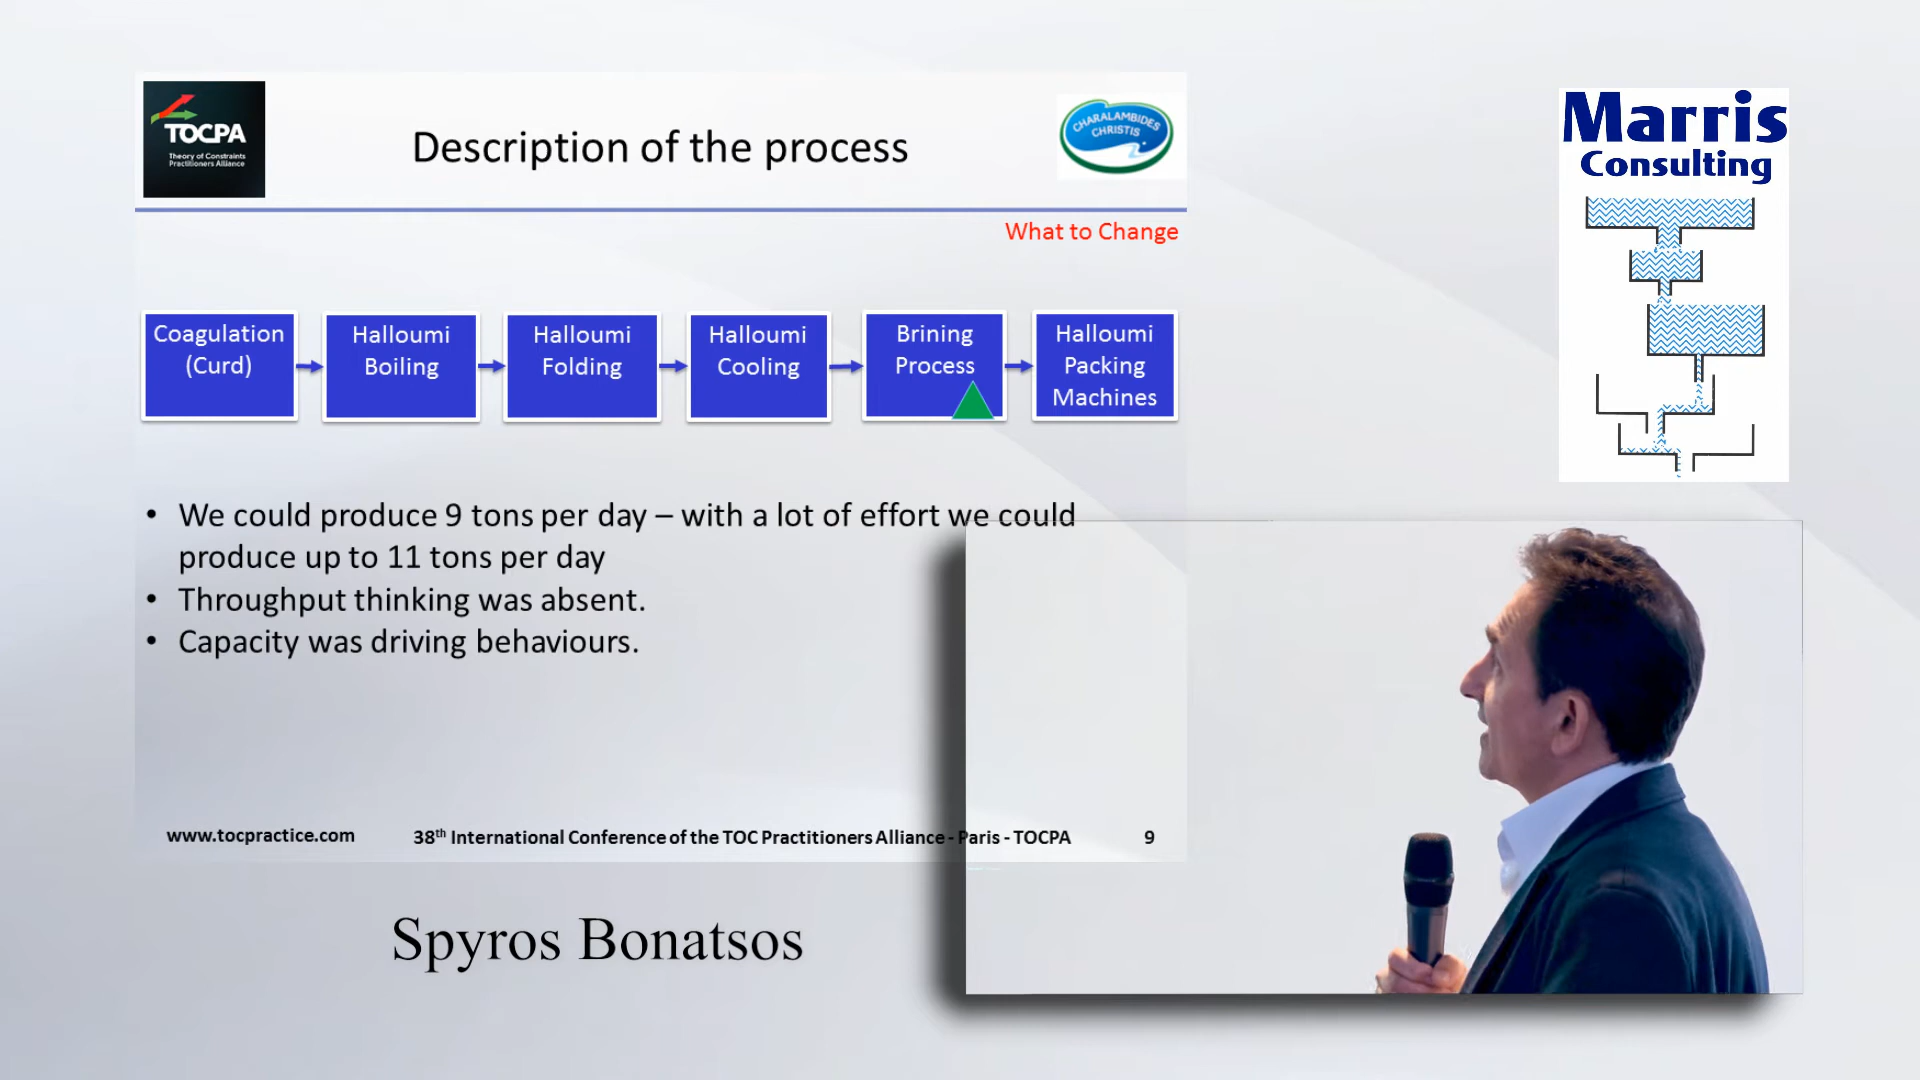 TOCPA
Theory of Constraints
Practitioners Alliance
Description of the process
CHARALAMBIDES
CHRISTIS
Marris
Consulting
What to Change
Coagulation
(Curd)
Halloumi
Boiling
Halloumi
Folding
Halloumi
Cooling
Brining
Process
Halloumi
Packing
Machines
• We could produce 9 tons per day – with a lot of effort we could
produce up to 11 tons per day
• Throughput thinking was absent.
• Capacity was driving behaviours.
www.tocpractice.com
38th International Conference of the TOC Practitioners Alliance - Paris - TOCPA
9
Spyros Bonatsos